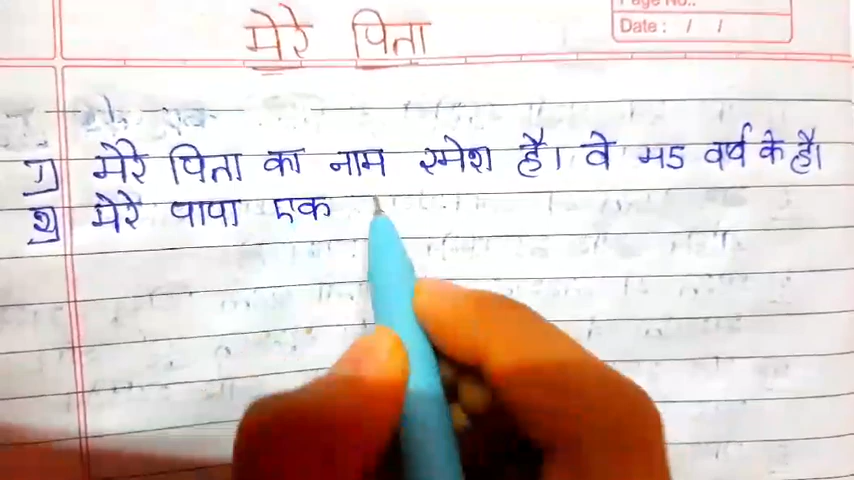 Page No.:
Date: / /
मेरे पिता
1) मेरे पिता का नाम रमेश है। वे 45 वर्ष के है।
2) मेरे पापा एक